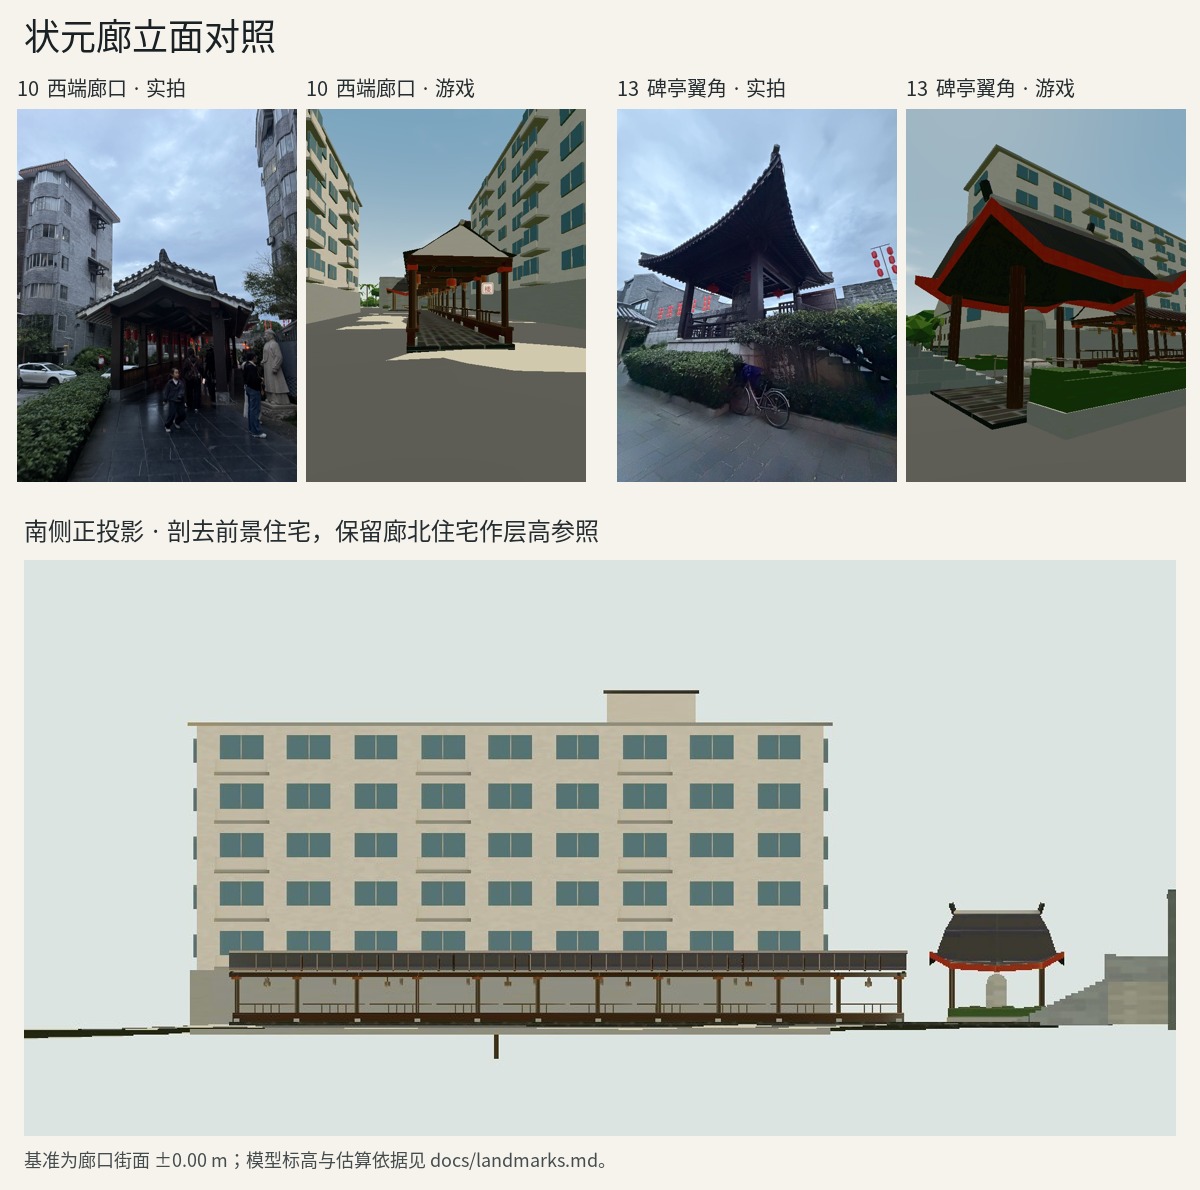 状元廊立面对照
10 西端廊口 · 实拍
10 西端廊口 · 游戏
13 碑亭翼角 · 实拍
13 碑亭翼角 · 游戏
南侧正投影 · 剖去前景住宅，保留廊北住宅作层高参照
基准为廊口街面 ±0.00 m；模型标高与估算依据见 docs/landmarks.md。